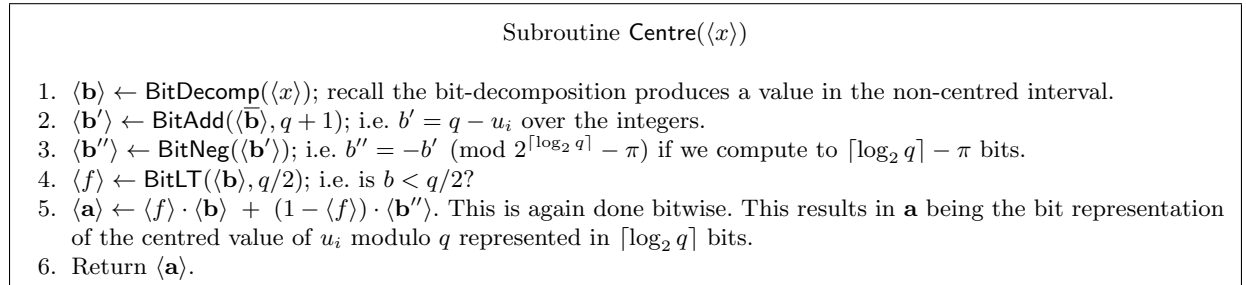 Subroutine Centre(⟨x⟩)
1. ⟨b⟩ ← BitDecomp(⟨x⟩); recall the bit-decomposition produces a value in the non-centred interval.
2. ⟨b′⟩ ← BitAdd(⟨b̅⟩, q + 1); i.e. b′ = q − u_i over the integers.
3. ⟨b′′⟩ ← BitNeg(⟨b′⟩); i.e. b′′ = −b′ (mod 2^{⌈log₂ q⌉} − π) if we compute to ⌈log₂ q⌉ − π bits.
4. ⟨f⟩ ← BitLT(⟨b⟩, q/2); i.e. is b < q/2?
5. ⟨a⟩ ← ⟨f⟩ · ⟨b⟩ + (1 − ⟨f⟩) · ⟨b′′⟩. This is again done bitwise. This results in a being the bit representation
of the centred value of u_i modulo q represented in ⌈log₂ q⌉ bits.
6. Return ⟨a⟩.